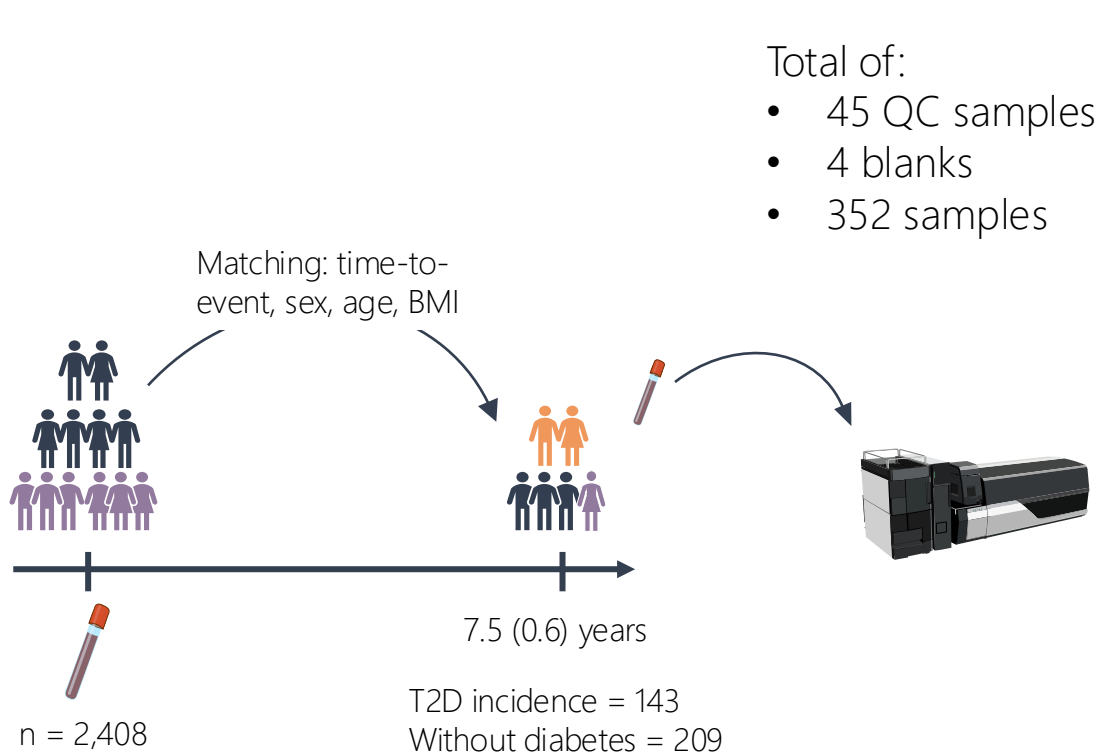 Total of:
• 45 QC samples
• 4 blanks
• 352 samples
Matching: time-to-
event, sex, age, BMI
7.5 (0.6) years
T2D incidence = 143
Without diabetes = 209
n = 2,408